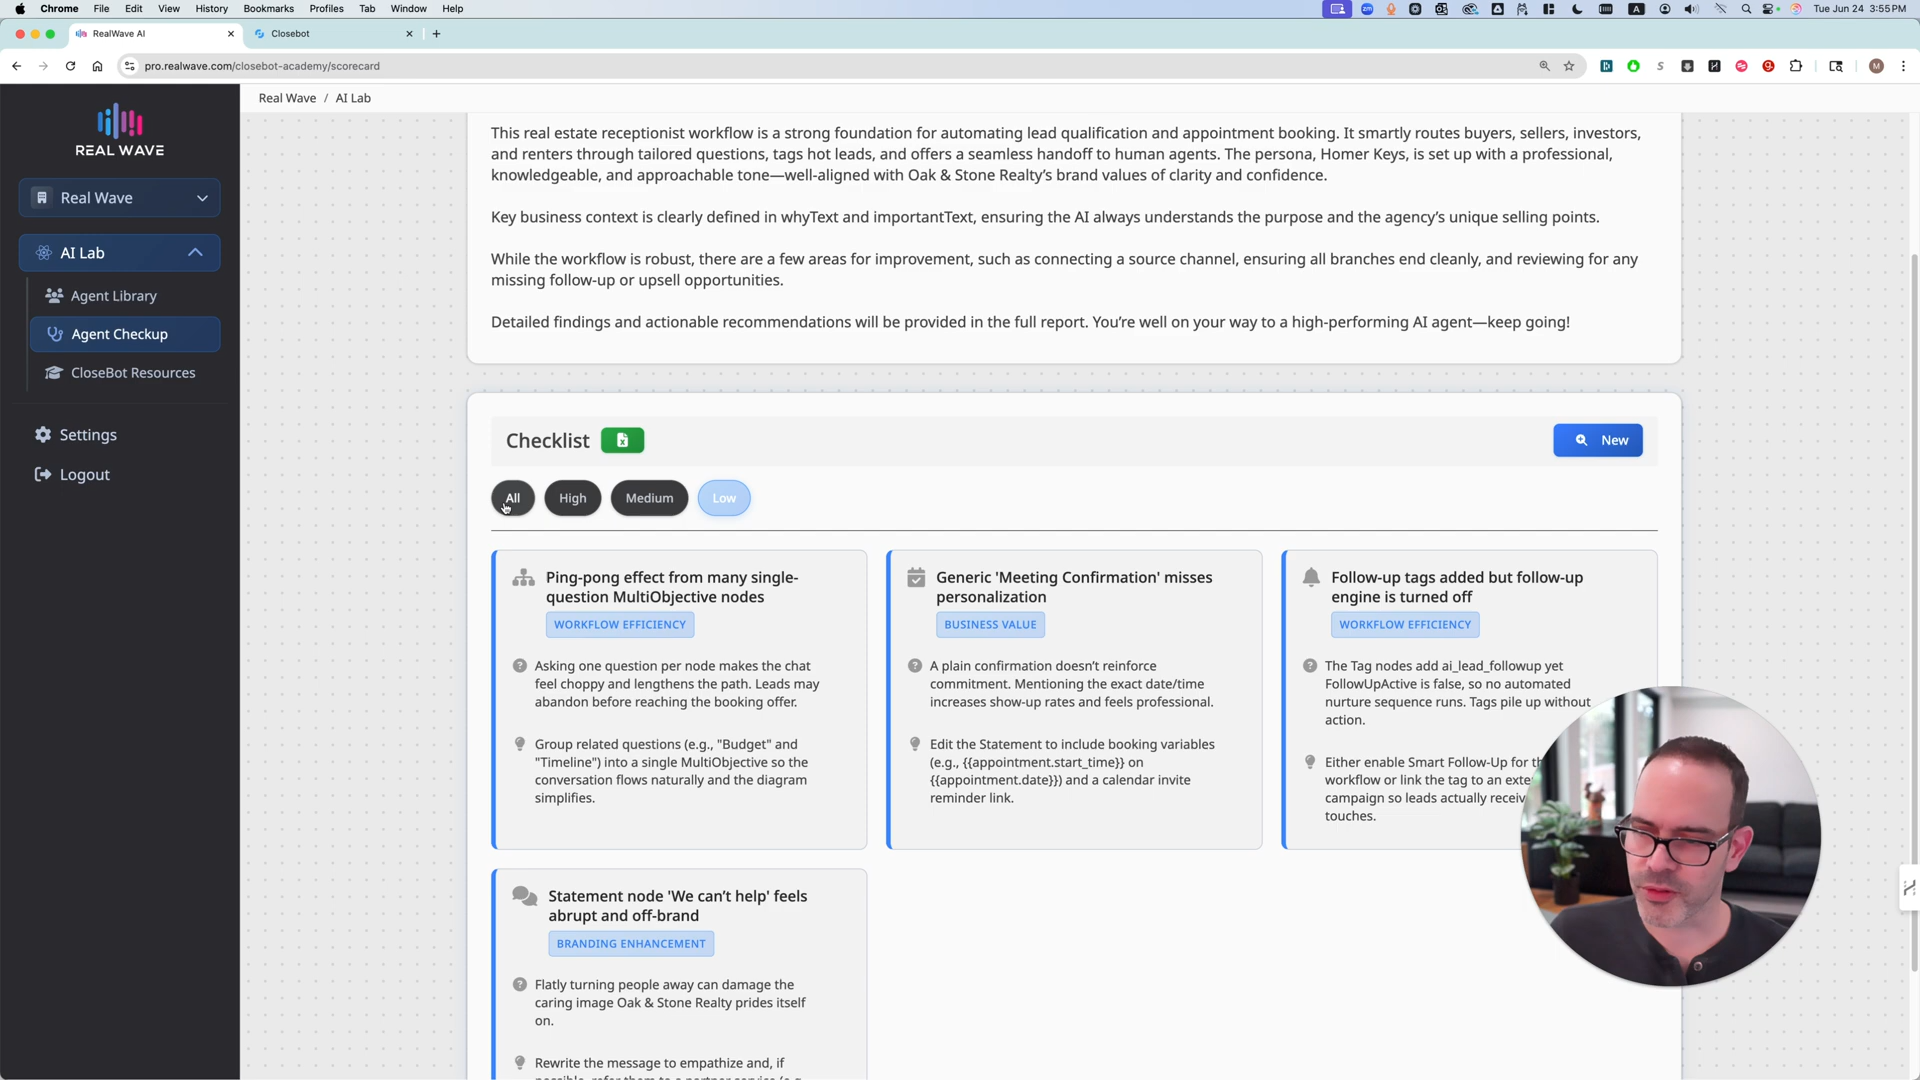 Chrome File Edit View History Bookmarks Profiles Tab Window Help
Tue Jun 24 3:55 PM
RealWave AI
Closebot
pro.realwave.com/closebot-academy/scorecard
REAL WAVE
Real Wave
AI Lab
Agent Library
Agent Checkup
CloseBot Resources
Settings
Logout
Real Wave / AI Lab
This real estate receptionist workflow is a strong foundation for automating lead qualification and appointment booking. It smartly routes buyers, sellers, investors,
and renters through tailored questions, tags hot leads, and offers a seamless handoff to human agents. The persona, Homer Keys, is set up with a professional,
knowledgeable, and approachable tone—well-aligned with Oak & Stone Realty’s brand values of clarity and confidence.
Key business context is clearly defined in whyText and importantText, ensuring the AI always understands the purpose and the agency’s unique selling points.
While the workflow is robust, there are a few areas for improvement, such as connecting a source channel, ensuring all branches end cleanly, and reviewing for any
missing follow-up or upsell opportunities.
Detailed findings and actionable recommendations will be provided in the full report. You’re well on your way to a high-performing AI agent—keep going!
Checklist
New
All High Medium Low
Ping-pong effect from many single-
question MultiObjective nodes
WORKFLOW EFFICIENCY
Asking one question per node makes the chat
feel choppy and lengthens the path. Leads may
abandon before reaching the booking offer.
Group related questions (e.g., "Budget" and
"Timeline") into a single MultiObjective so the
conversation flows naturally and the diagram
simplifies.
Generic 'Meeting Confirmation' misses
personalization
BUSINESS VALUE
A plain confirmation doesn’t reinforce
commitment. Mentioning the exact date/time
increases show-up rates and feels professional.
Edit the Statement to include booking variables
(e.g., {{appointment.start_time}} on
{{appointment.date}}) and a calendar invite
reminder link.
Follow-up tags added but follow-up
engine is turned off
WORKFLOW EFFICIENCY
The Tag nodes add ai_lead_followup yet
FollowUpActive is false, so no automated
nurture sequence runs. Tags pile up without
action.
Either enable Smart Follow-Up for
workflow or link the tag to an
campaign so leads actually
touches.
Statement node 'We can’t help' feels
abrupt and off-brand
BRANDING ENHANCEMENT
Flatly turning people away can damage the
caring image Oak & Stone Realty prides itself
on.
Rewrite the message to empathize and, if